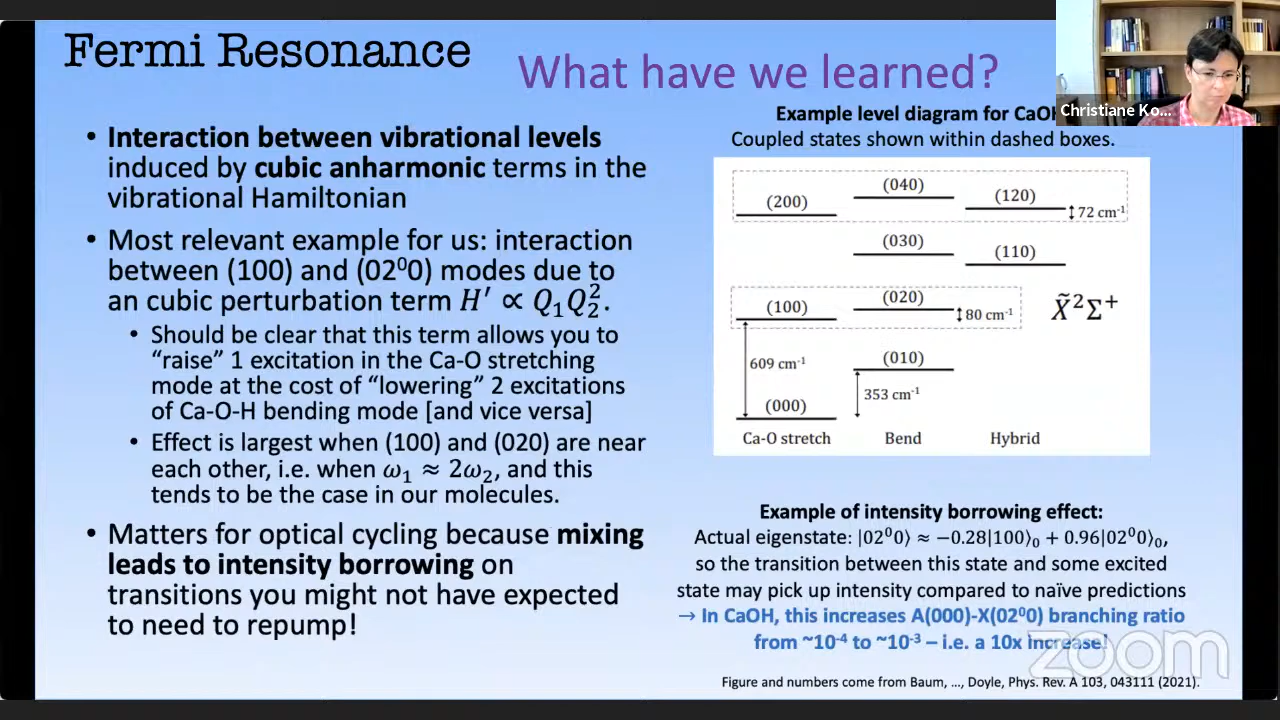 Fermi Resonance
What have we learned?
• Interaction between vibrational levels
induced by cubic anharmonic terms in the
vibrational Hamiltonian
• Most relevant example for us: interaction
between (100) and (02⁰0) modes due to
an cubic perturbation term H′ ∝ Q₁Q₂².
• Should be clear that this term allows you to
“raise” 1 excitation in the Ca-O stretching
mode at the cost of “lowering” 2 excitations
of Ca-O-H bending mode [and vice versa]
• Effect is largest when (100) and (020) are near
each other, i.e. when ω₁ ≈ 2ω₂, and this
tends to be the case in our molecules.
• Matters for optical cycling because mixing
leads to intensity borrowing on
transitions you might not have expected
to need to repump!
Example level diagram for CaOH
Coupled states shown within dashed boxes.
(200) (040) (120)
72 cm⁻¹
(030) (110)
(100) (020)
80 cm⁻¹
X̃²Σ⁺
609 cm⁻¹
(010)
353 cm⁻¹
(000)
Ca-O stretch Bend Hybrid
Example of intensity borrowing effect:
Actual eigenstate: |02⁰0⟩ ≈ −0.28|100⟩₀ + 0.96|02⁰0⟩₀,
so the transition between this state and some excited
state may pick up intensity compared to naïve predictions
→ In CaOH, this increases A(000)-X(02⁰0) branching ratio
from ~10⁻⁴ to ~10⁻³ – i.e. a 10x increase!
Figure and numbers come from Baum, …, Doyle, Phys. Rev. A 103, 043111 (2021).
Christiane Ko...
zoom